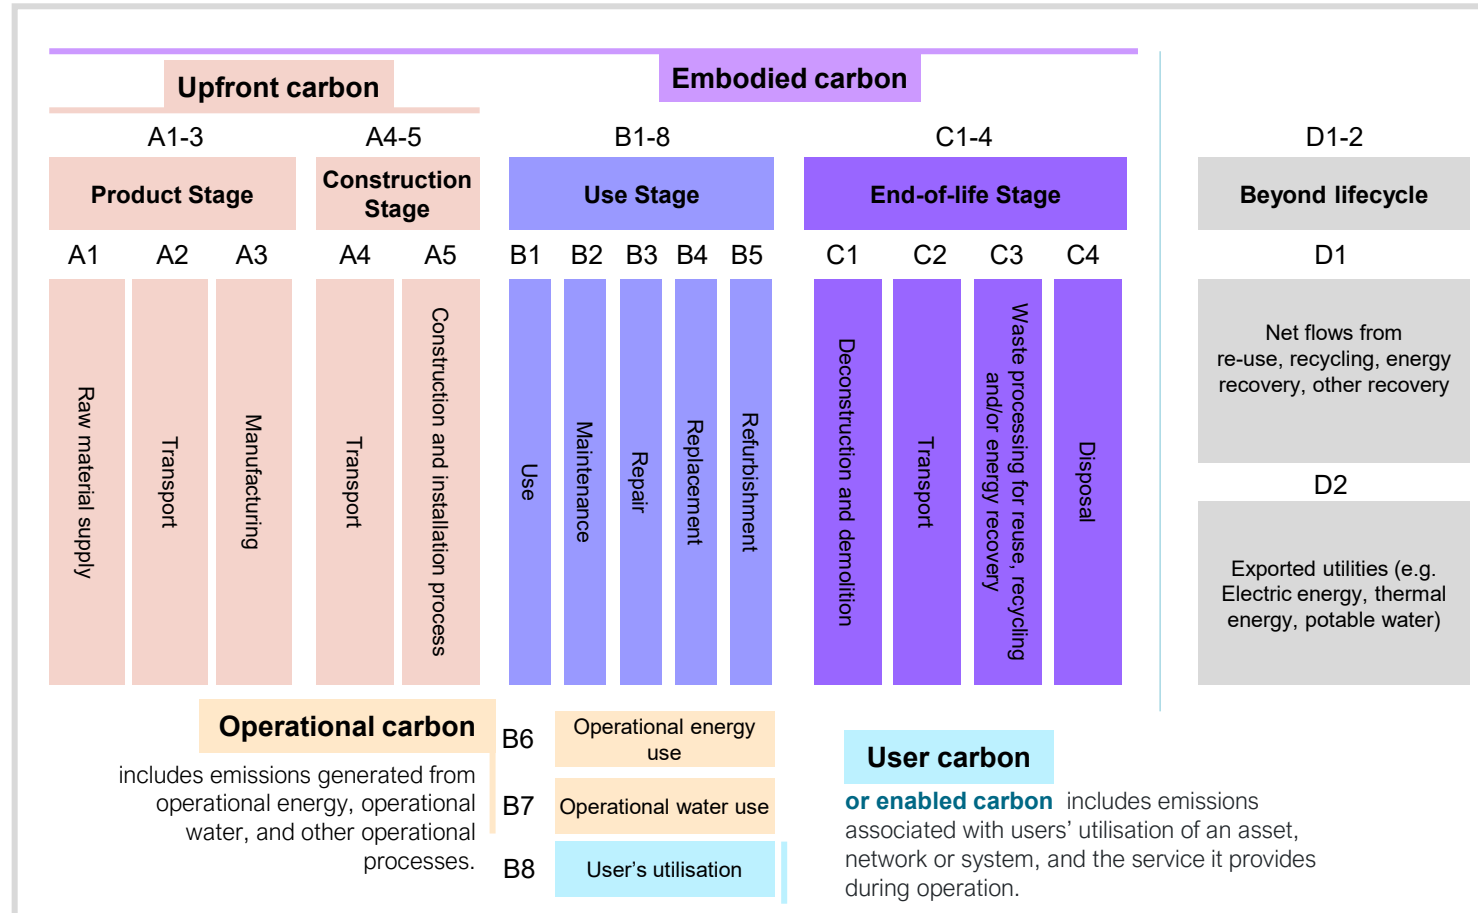 Upfront carbon
Embodied carbon
A1-3
A4-5
B1-8
C1-4
D1-2
Product Stage
Construction
Stage
Use Stage
End-of-life Stage
Beyond lifecycle
A1
A2
A3
A4
A5
B1
B2
B3
B4
B5
C1
C2
C3
C4
D1
Raw material supply
Transport
Manufacturing
Transport
Construction and installation process
Use
Maintenance
Repair
Replacement
Refurbishment
Deconstruction and demolition
Transport
Waste processing for reuse, recycling
and/or energy recovery
Disposal
Net flows from
re-use, recycling, energy
recovery, other recovery
D2
Exported utilities (e.g.
Electric energy, thermal
energy, potable water)
Operational carbon
includes emissions generated from
operational energy, operational
water, and other operational
processes.
B6
Operational energy
use
B7
Operational water use
B8
User’s utilisation
User carbon
or enabled carbon includes emissions
associated with users’ utilisation of an asset,
network or system, and the service it provides
during operation.